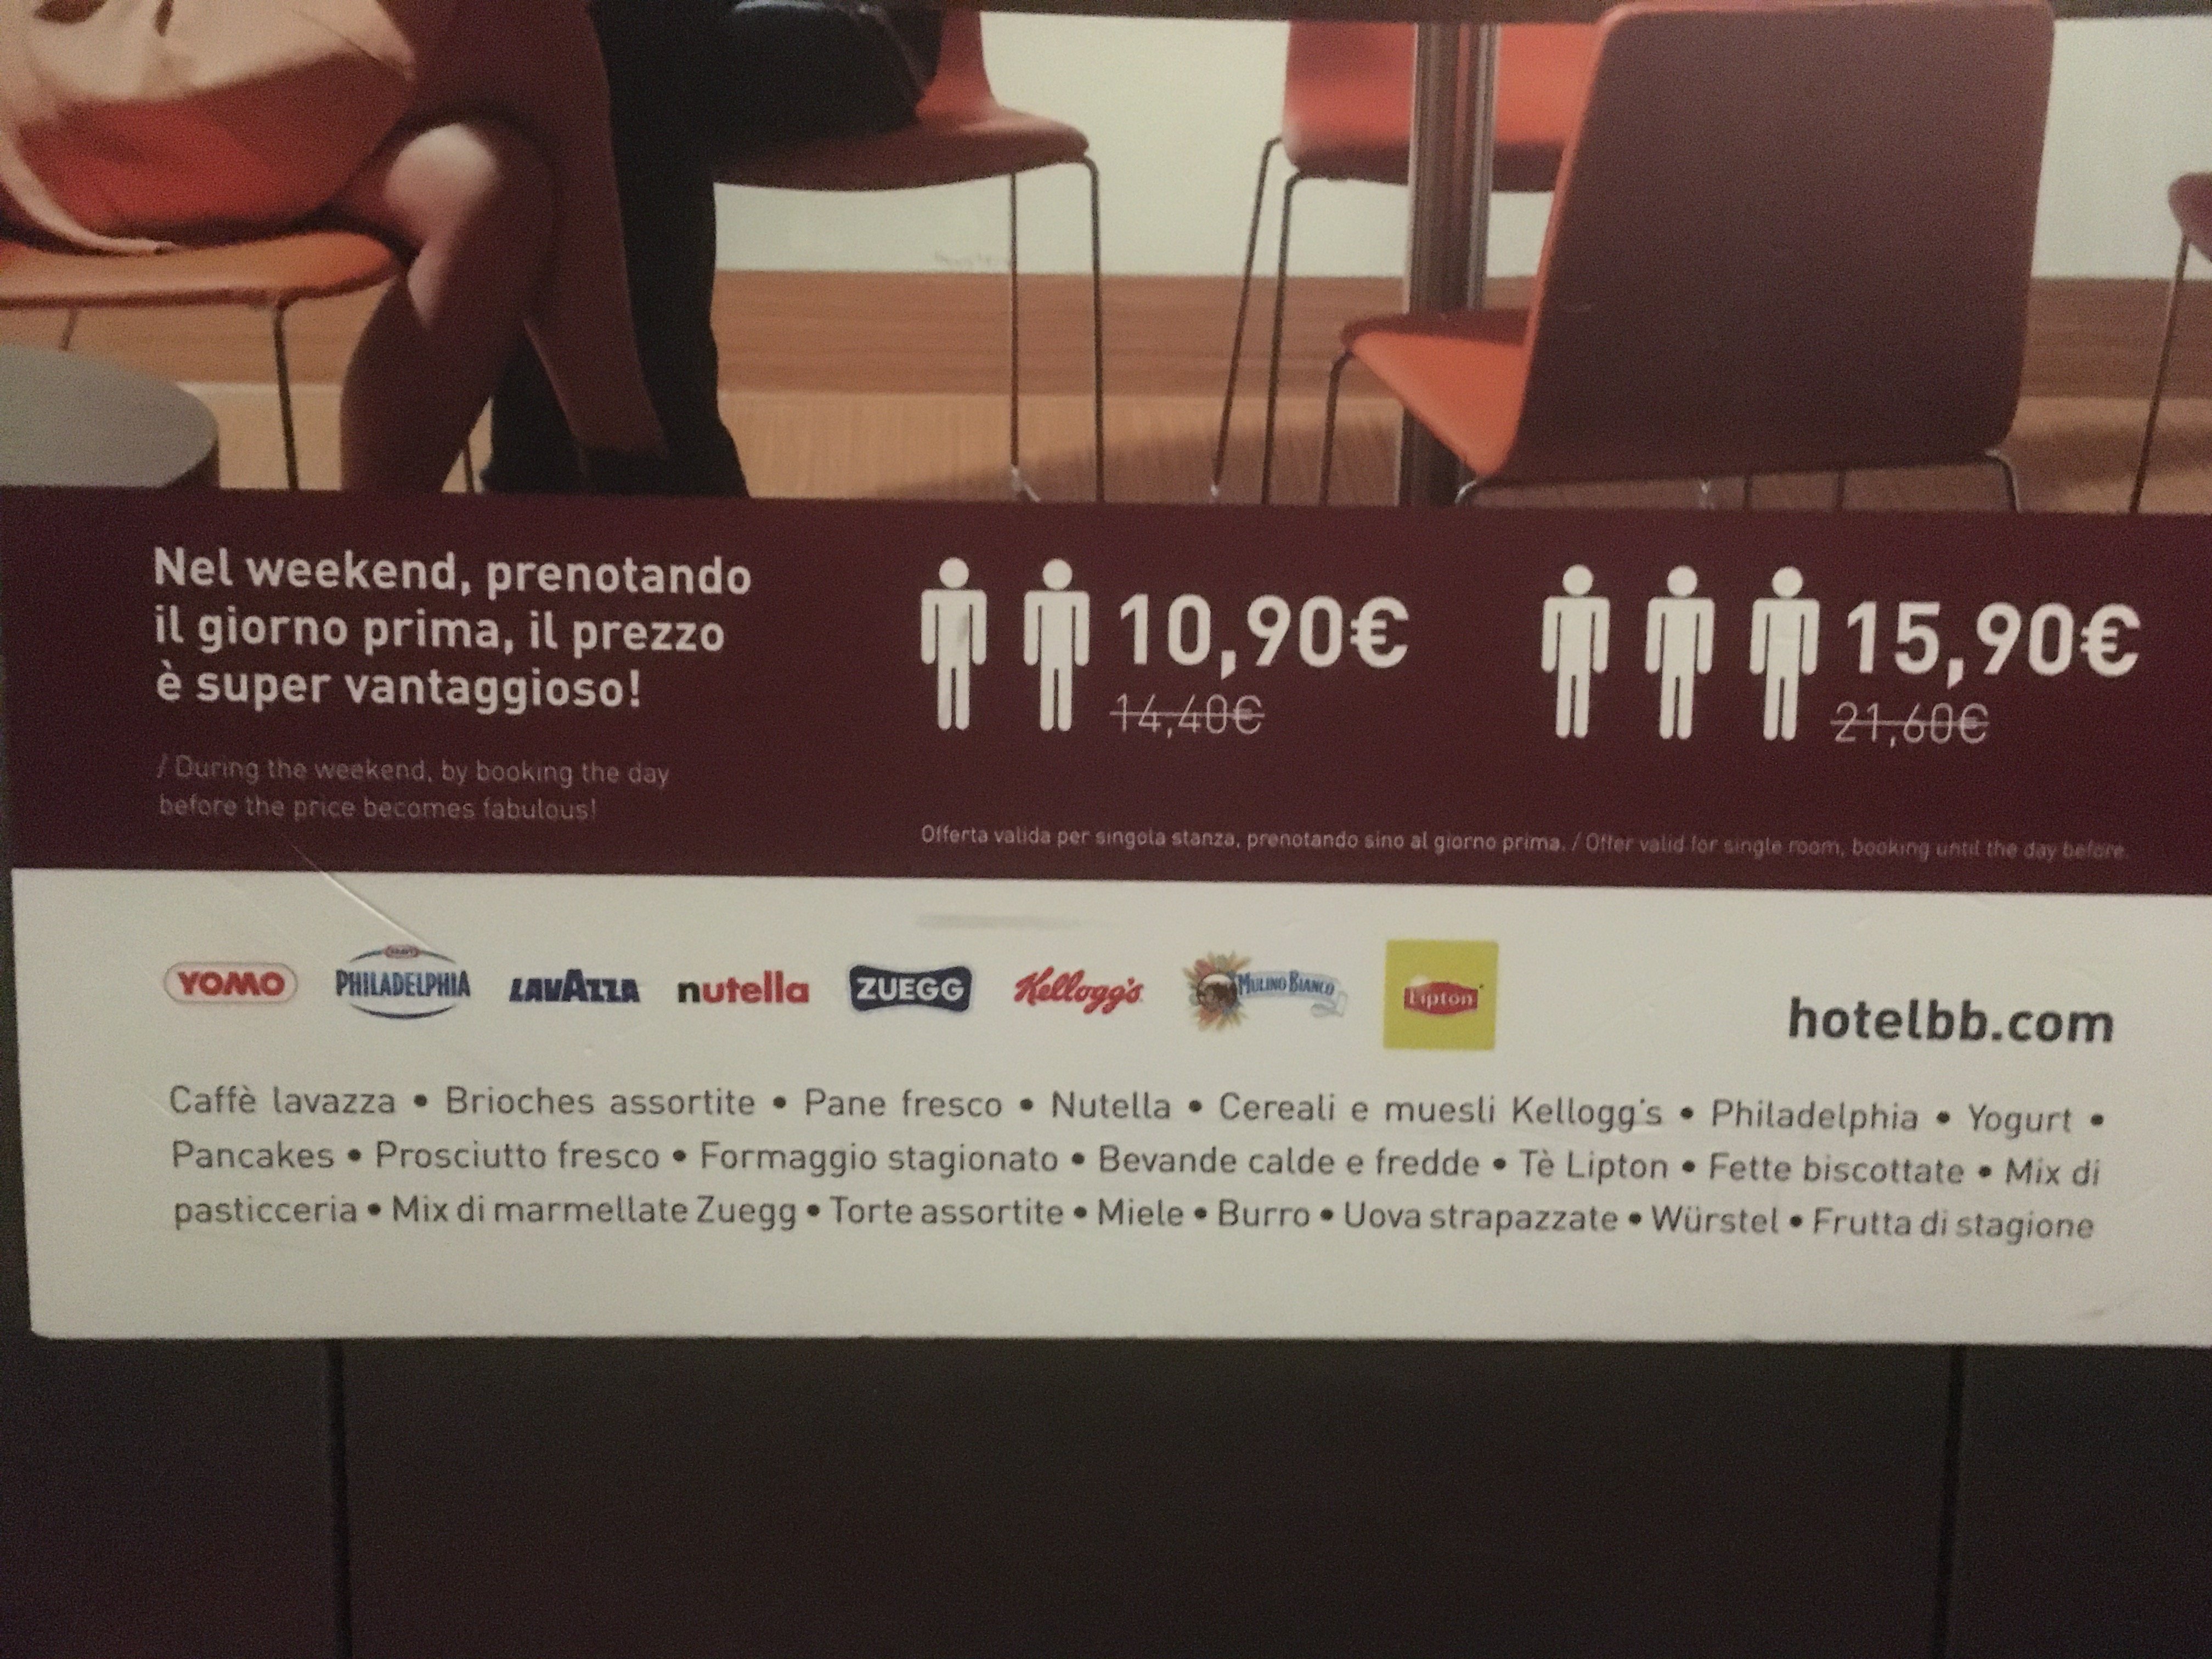 Nel weekend, prenotando
il giorno prima, il prezzo
è super vantaggioso!
/ During the weekend, by booking the day
before the price becomes fabulous!
10,90€
14,40€
15,90€
21,60€
Offerta valida per singola stanza, prenotando sino al giorno prima. / Offer valid for single room, booking until the day before.
YOMO PHILADELPHIA LAVAZZA nutella ZUEGG Kellogg's MULINO BIANCO Lipton
hotelbb.com
Caffè lavazza • Brioches assortite • Pane fresco • Nutella • Cereali e muesli Kellogg's • Philadelphia • Yogurt •
Pancakes • Prosciutto fresco • Formaggio stagionato • Bevande calde e fredde • Tè Lipton • Fette biscottate • Mix di
pasticceria • Mix di marmellate Zuegg • Torte assortite • Miele • Burro • Uova strapazzate • Würstel • Frutta di stagione